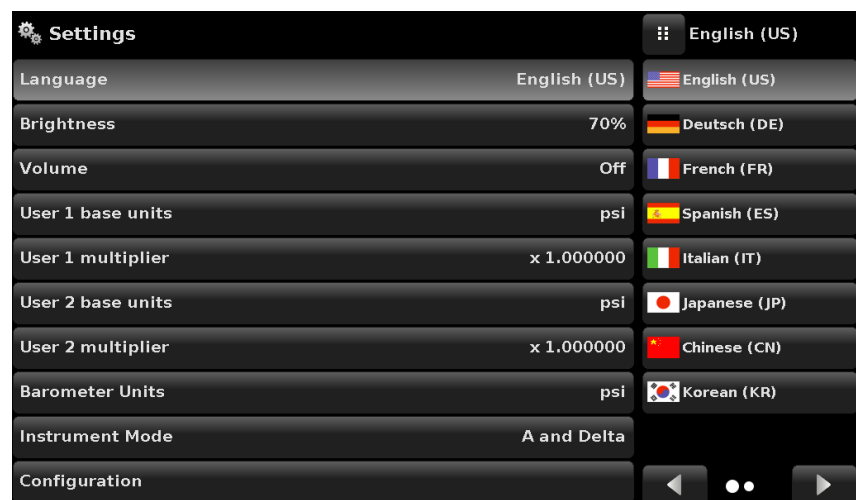 Settings
Language English (US)
Brightness 70%
Volume Off
User 1 base units psi
User 1 multiplier x 1.000000
User 2 base units psi
User 2 multiplier x 1.000000
Barometer Units psi
Instrument Mode A and Delta
Configuration
English (US)
English (US)
Deutsch (DE)
French (FR)
Spanish (ES)
Italian (IT)
Japanese (JP)
Chinese (CN)
Korean (KR)